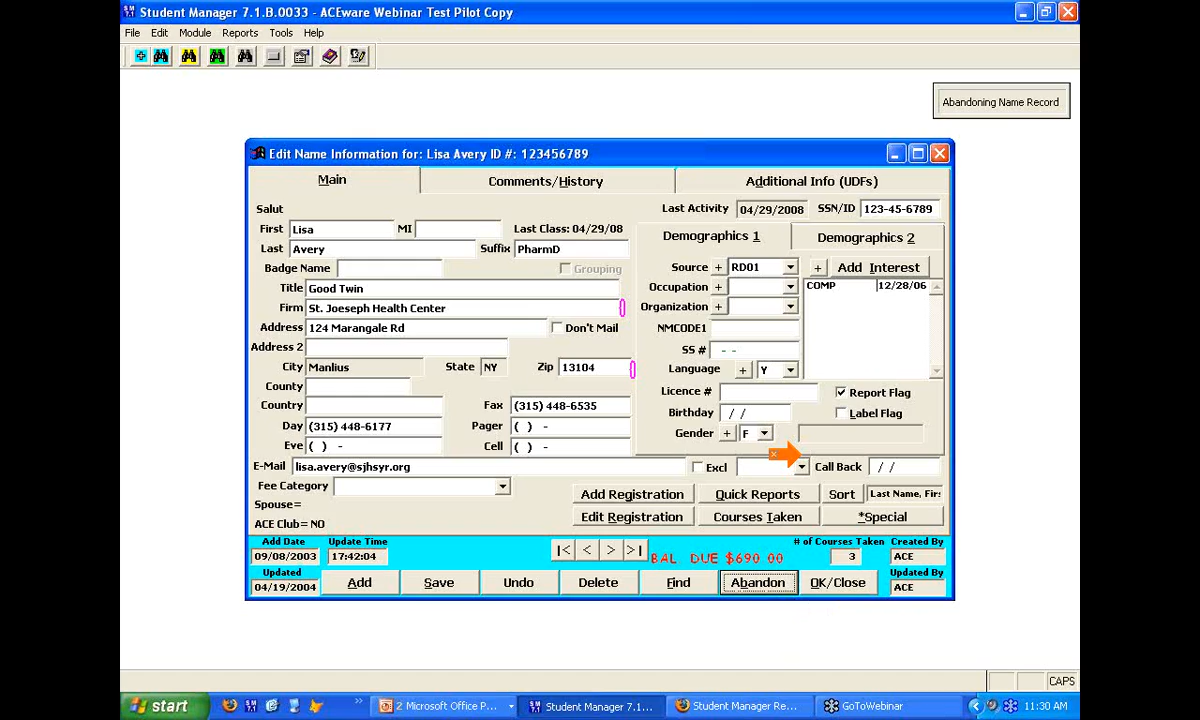 Student Manager 7.1.B.0033 - ACEware Webinar Test Pilot Copy
File Edit Module Reports Tools Help
Abandoning Name Record
Edit Name Information for: Lisa Avery ID #: 123456789
Main Comments/History Additional Info (UDFs)
Salut Last Activity 04/29/2008 SSN/ID 123-45-6789
First Lisa MI Last Class: 04/29/08
Last Avery Suffix PharmD
Demographics 1 Demographics 2
Badge Name Grouping
Source + RD01 + Add Interest
Title Good Twin
Occupation + COMP 12/28/06
Firm St. Joeseph Health Center
Organization +
Address 124 Marangale Rd Don't Mail
NMCODE1
Address 2
SS # - -
City Manlius State NY Zip 13104
Language + Y
County
Licence # Report Flag
Country Fax (315) 448-6535
Birthday / / Label Flag
Day (315) 448-6177 Pager ( ) -
Gender + F
Eve ( ) - Cell ( ) -
E-Mail lisa.avery@sjhsyr.org Excl Call Back / /
Fee Category
Add Registration Quick Reports Sort Last Name, Firs
Spouse=
Edit Registration Courses Taken *Special
ACE Club= NO
Add Date Update Time # of Courses Taken Created By
09/08/2003 17:42:04 |< < > >| BAL DUE $690.00 3 ACE
Updated Updated By
04/19/2004 Add Save Undo Delete Find Abandon OK/Close ACE
CAPS
start 2 Microsoft Office P... Student Manager 7.1... Student Manager Re... GoToWebinar 11:30 AM